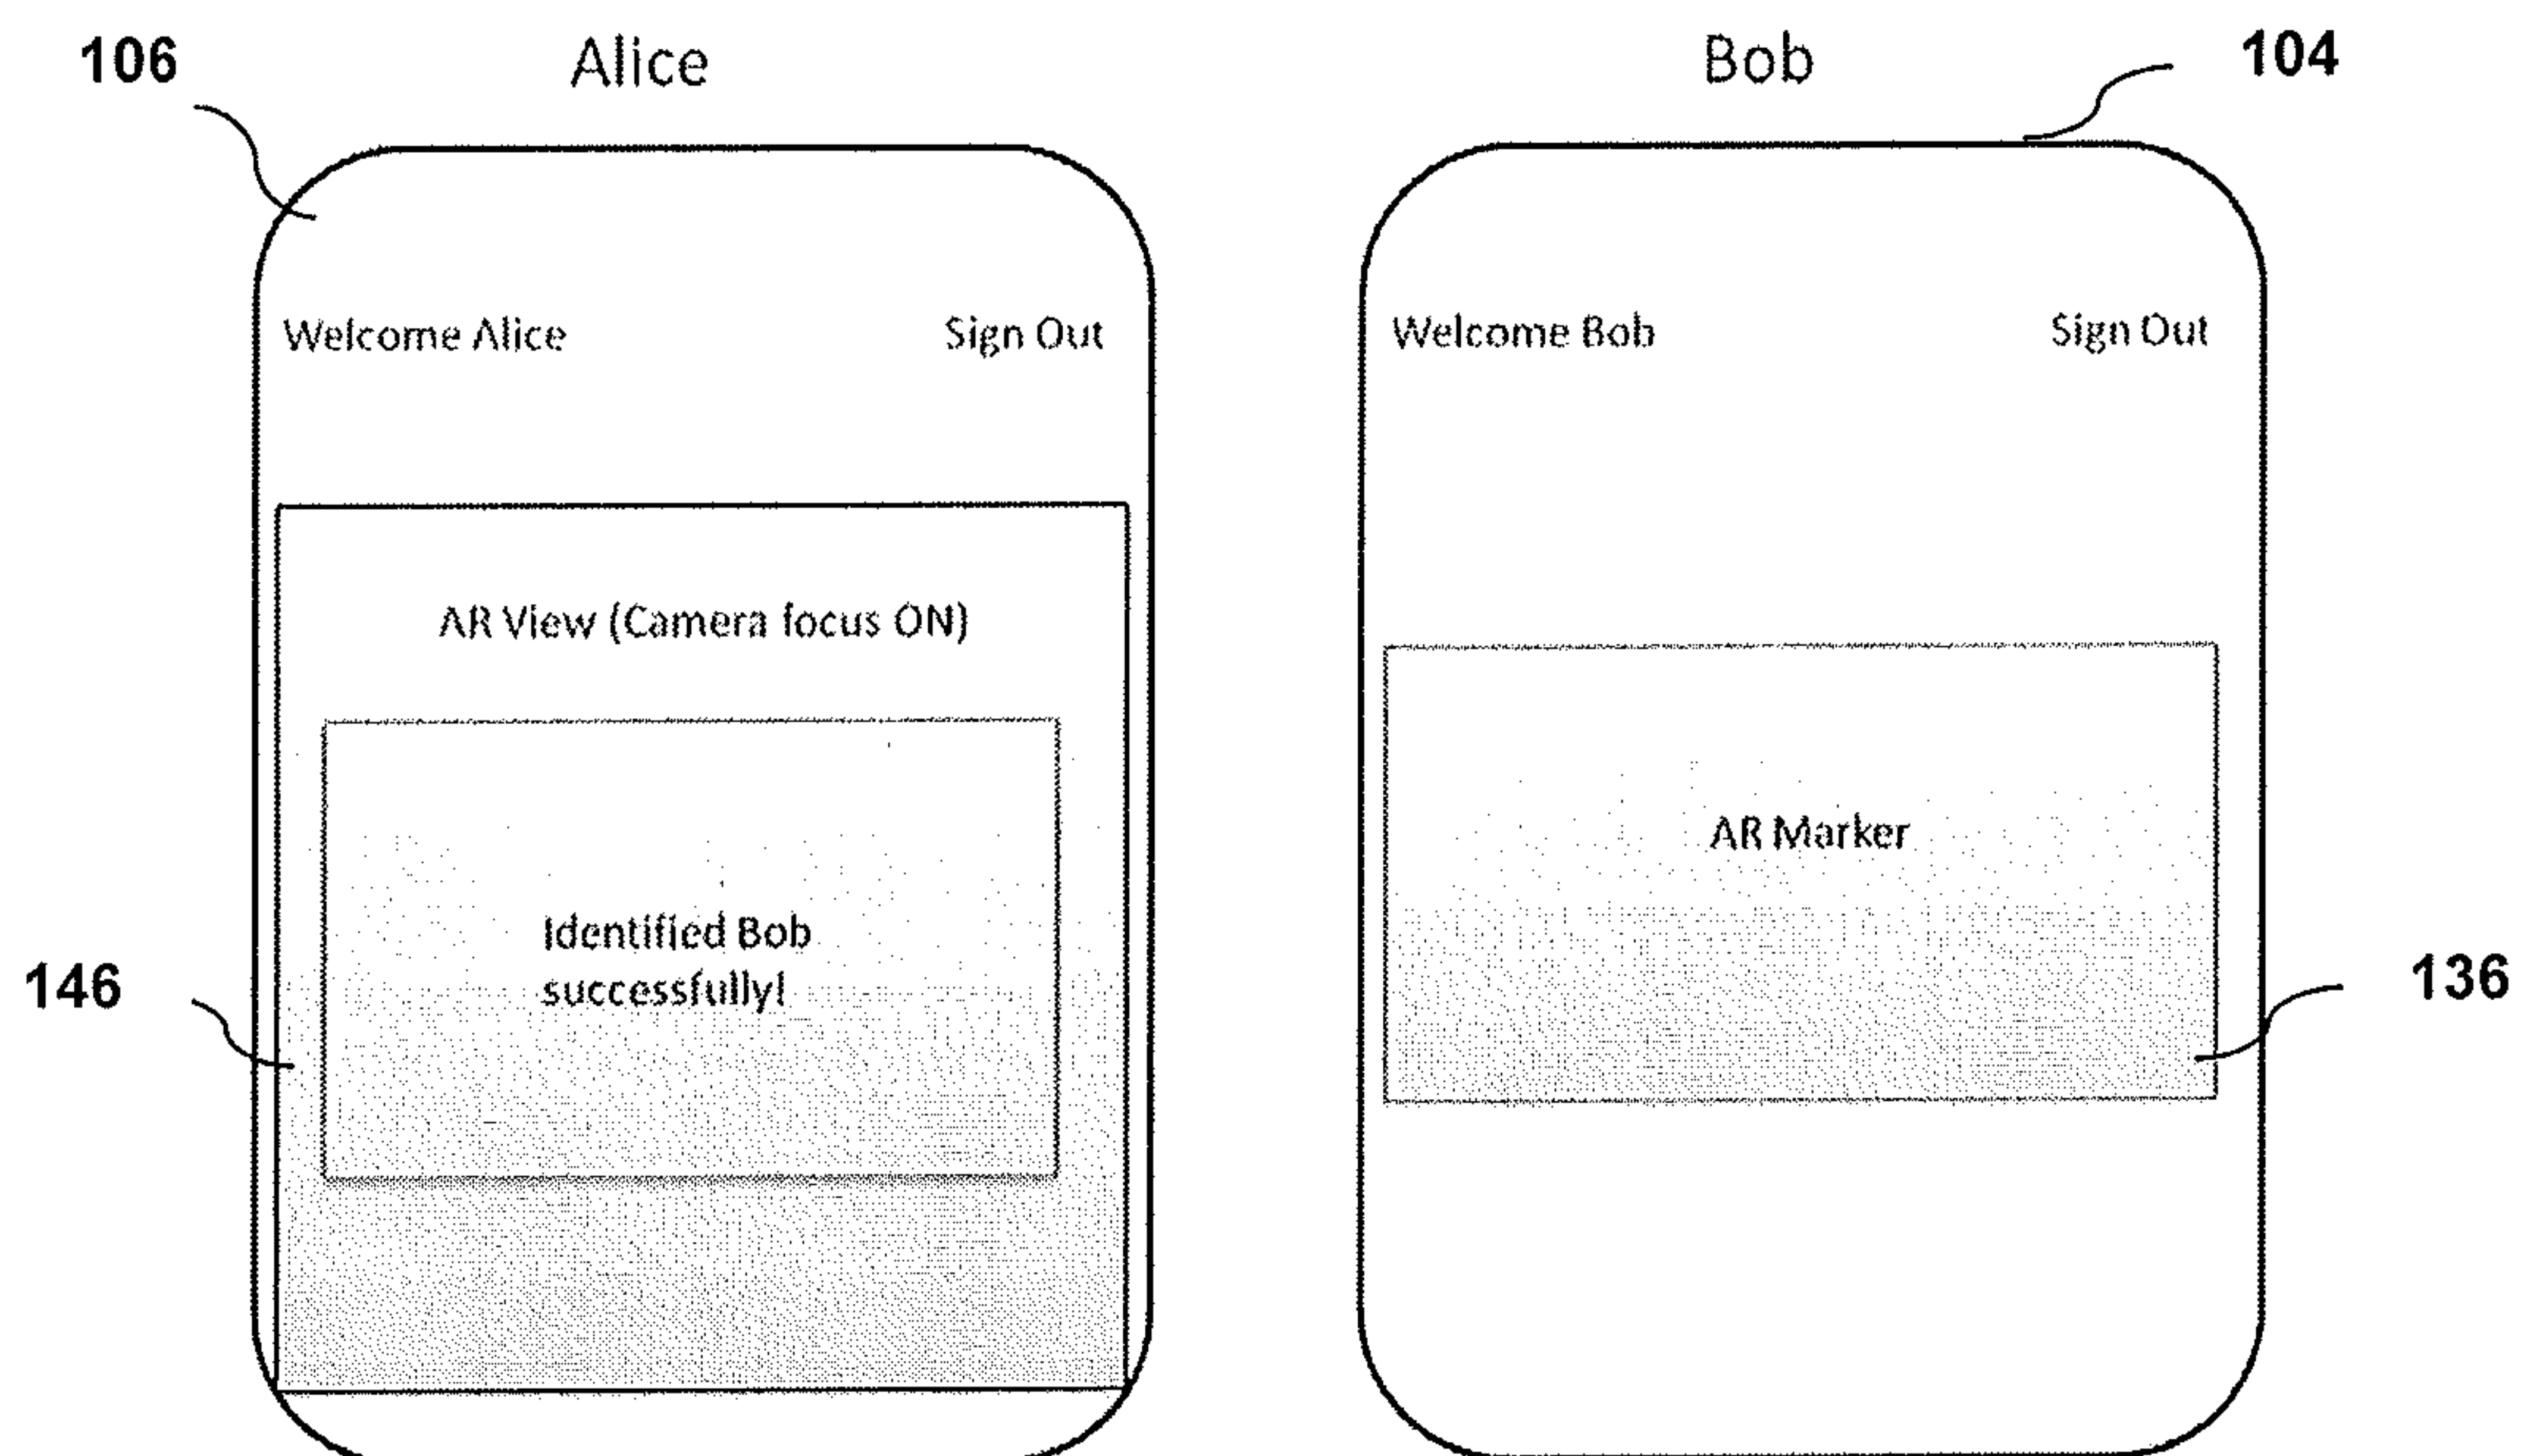 106
Alice
Bob
104
Welcome Alice
Sign Out
Welcome Bob
Sign Out
AR View (Camera focus ON)
AR Marker
Identified Bob
successfully!
146
136